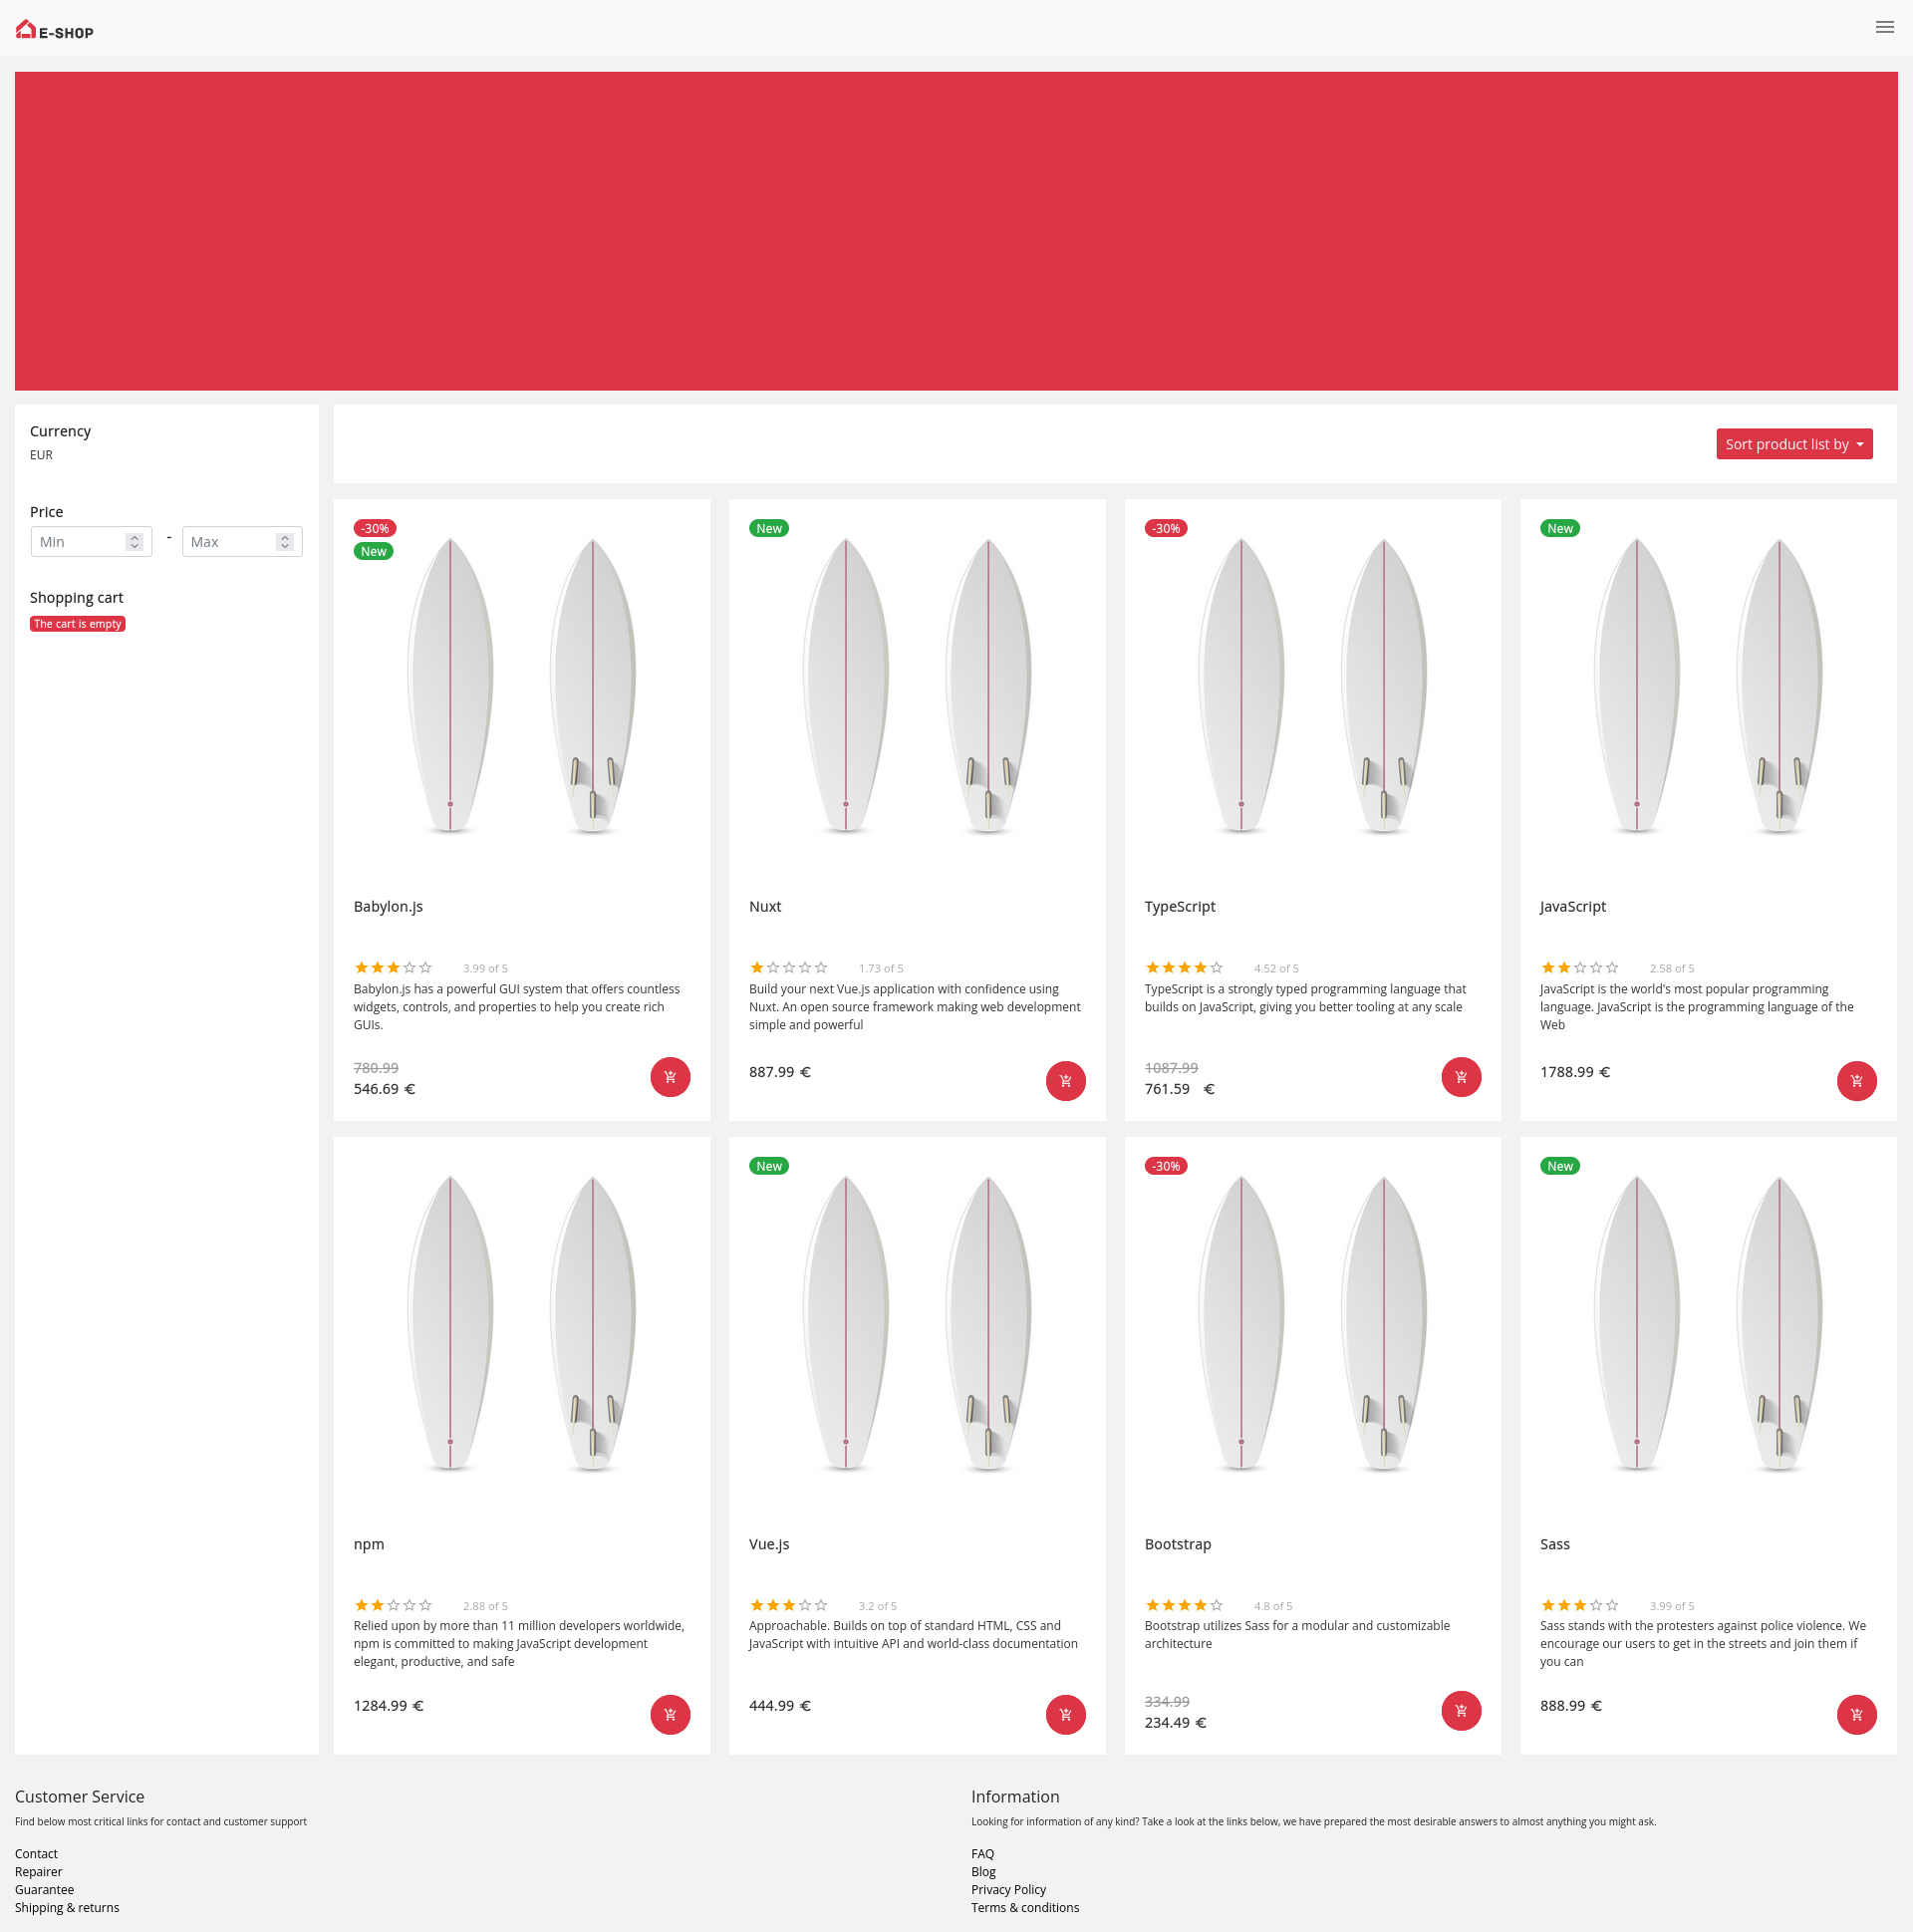 E-SHOP
Currency
EUR
Price
Min
-
Max
Shopping cart
The cart is empty
Sort product list by
-30%
New
Babylon.js
3.99 of 5
Babylon.js has a powerful GUI system that offers countless
widgets, controls, and properties to help you create rich
GUIs.
780.99
546.69 €
New
Nuxt
1.73 of 5
Build your next Vue.js application with confidence using
Nuxt. An open source framework making web development
simple and powerful
887.99 €
-30%
TypeScript
4.52 of 5
TypeScript is a strongly typed programming language that
builds on JavaScript, giving you better tooling at any scale
1087.99
761.59 €
New
JavaScript
2.58 of 5
JavaScript is the world's most popular programming
language. JavaScript is the programming language of the
Web
1788.99 €
npm
2.88 of 5
Relied upon by more than 11 million developers worldwide,
npm is committed to making JavaScript development
elegant, productive, and safe
1284.99 €
New
Vue.js
3.2 of 5
Approachable. Builds on top of standard HTML, CSS and
JavaScript with intuitive API and world-class documentation
444.99 €
-30%
Bootstrap
4.8 of 5
Bootstrap utilizes Sass for a modular and customizable
architecture
334.99
234.49 €
New
Sass
3.99 of 5
Sass stands with the protesters against police violence. We
encourage our users to get in the streets and join them if
you can
888.99 €
Customer Service
Find below most critical links for contact and customer support
Contact
Repairer
Guarantee
Shipping & returns
Information
Looking for information of any kind? Take a look at the links below, we have prepared the most desirable answers to almost anything you might ask.
FAQ
Blog
Privacy Policy
Terms & conditions